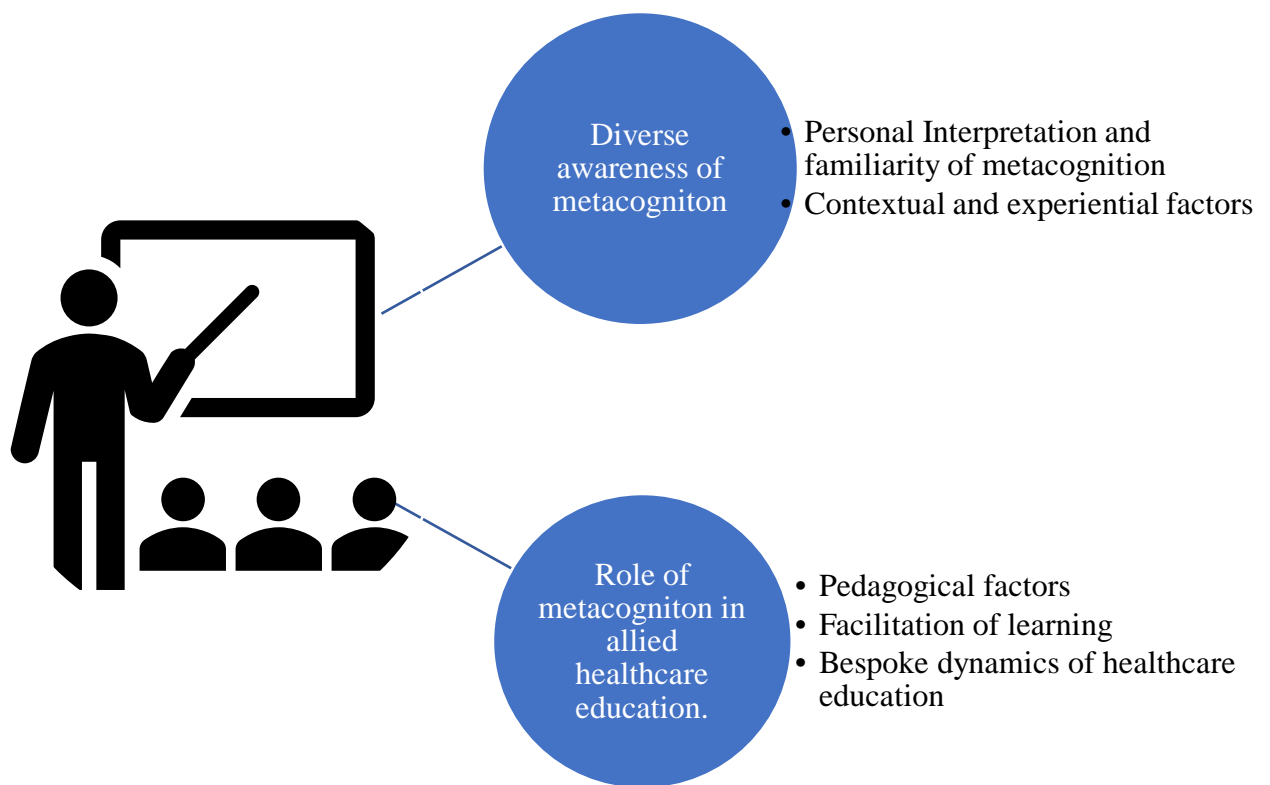 Diverse
awareness of
metacogniton
• Personal Interpretation and
familiarity of metacognition
• Contextual and experiential factors
Role of
metacogniton in
allied
healthcare
education.
• Pedagogical factors
• Facilitation of learning
• Bespoke dynamics of healthcare
education